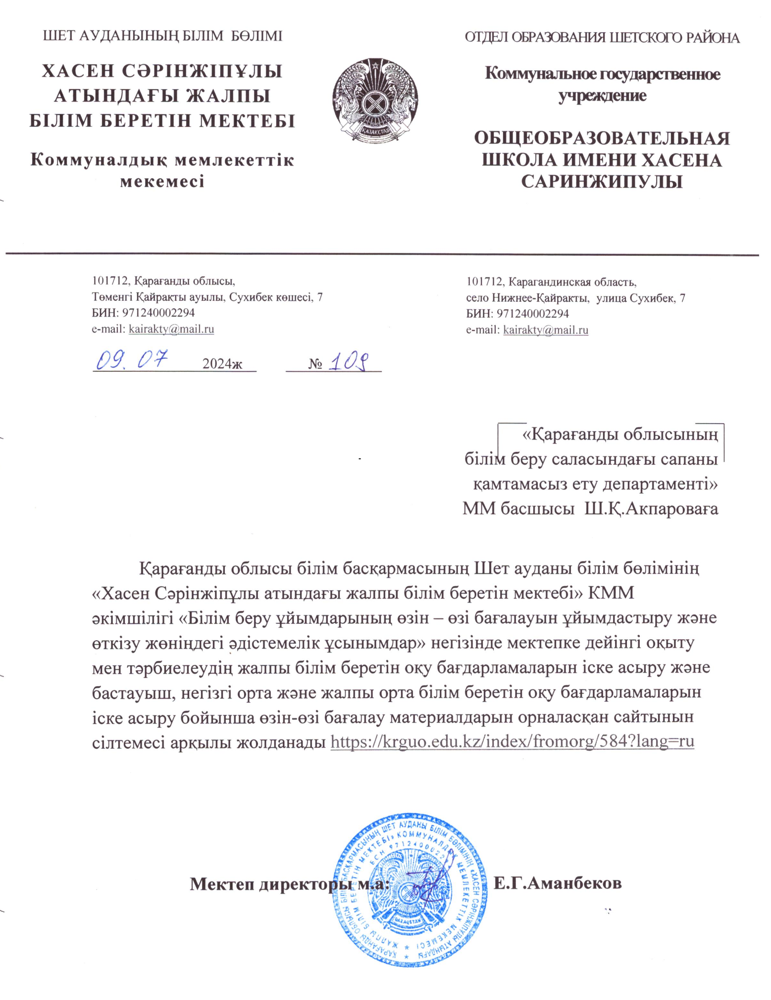 ШЕТ АУДАНЫНЫҢ БІЛІМ БӨЛІМІ
ХАСЕН СӘРІНЖІПҰЛЫ
АТЫНДАҒЫ ЖАЛПЫ
БІЛІМ БЕРЕТІН МЕКТЕБІ
Коммуналдық мемлекеттік
мекемесі
ҚАЗАҚСТАН
ОТДЕЛ ОБРАЗОВАНИЯ ШЕТСКОГО РАЙОНА
Коммунальное государственное
учреждение
ОБЩЕОБРАЗОВАТЕЛЬНАЯ
ШКОЛА ИМЕНИ ХАСЕНА
САРИНЖИПУЛЫ
101712, Қарағанды облысы,
Төменгі Қайрақты ауылы, Сухибек көшесі, 7
БИН: 971240002294
e-mail: kairakty@mail.ru
101712, Карагандинская область,
село Нижнее-Қайракты, улица Сухибек, 7
БИН: 971240002294
e-mail: kairakty@mail.ru
09. 07 2024ж № 109
«Қарағанды облысының
білім беру саласындағы сапаны
қамтамасыз ету департаменті»
ММ басшысы Ш.Қ.Акпароваға
Қарағанды облысы білім басқармасының Шет ауданы білім бөлімінің
«Хасен Сәрінжіпұлы атындағы жалпы білім беретін мектебі» КММ
әкімшілігі «Білім беру ұйымдарының өзін – өзі бағалауын ұйымдастыру және
өткізу жөніңдегі әдістемелік ұсынымдар» негізінде мектепке дейінгі оқыту
мен тәрбиелеудің жалпы білім беретін оқу бағдарламаларын іске асыру және
бастауыш, негізгі орта және жалпы орта білім беретін оқу бағдарламаларын
іске асыру бойынша өзін-өзі бағалау материалдарын орналасқан сайтынын
сілтемесі арқылы жолданады https://krguo.edu.kz/index/fromorg/584?lang=ru
Мектеп директоры м.а: Е.Г.Аманбеков
ҚАРАҒАНДЫ ОБЛЫСЫ БІЛІМ БАСҚАРМАСЫНЫҢ ШЕТ АУДАНЫ БІЛІМ БӨЛІМІНІҢ «ХАСЕН СӘРІНЖІПҰЛЫ АТЫНДАҒЫ
ЖАЛПЫ БІЛІМ БЕРЕТІН МЕКТЕБІ» КОММУНАЛДЫҚ МЕМЛЕКЕТТІК МЕКЕМЕСІ
БСН
QAZAQSTAN